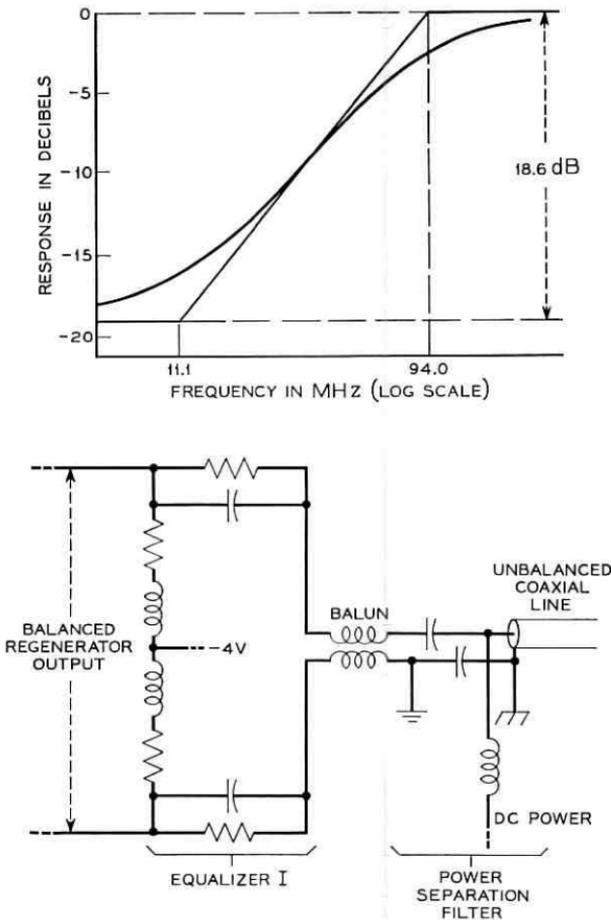 0
-5
-10
-15
-20
RESPONSE IN DECIBELS
18.6 dB
11.1
94.0
FREQUENCY IN MHz (LOG SCALE)
BALANCED
REGENERATOR
OUTPUT
-4V
BALUN
UNBALANCED
COAXIAL
LINE
DC POWER
EQUALIZER I
POWER
SEPARATION
FILTER